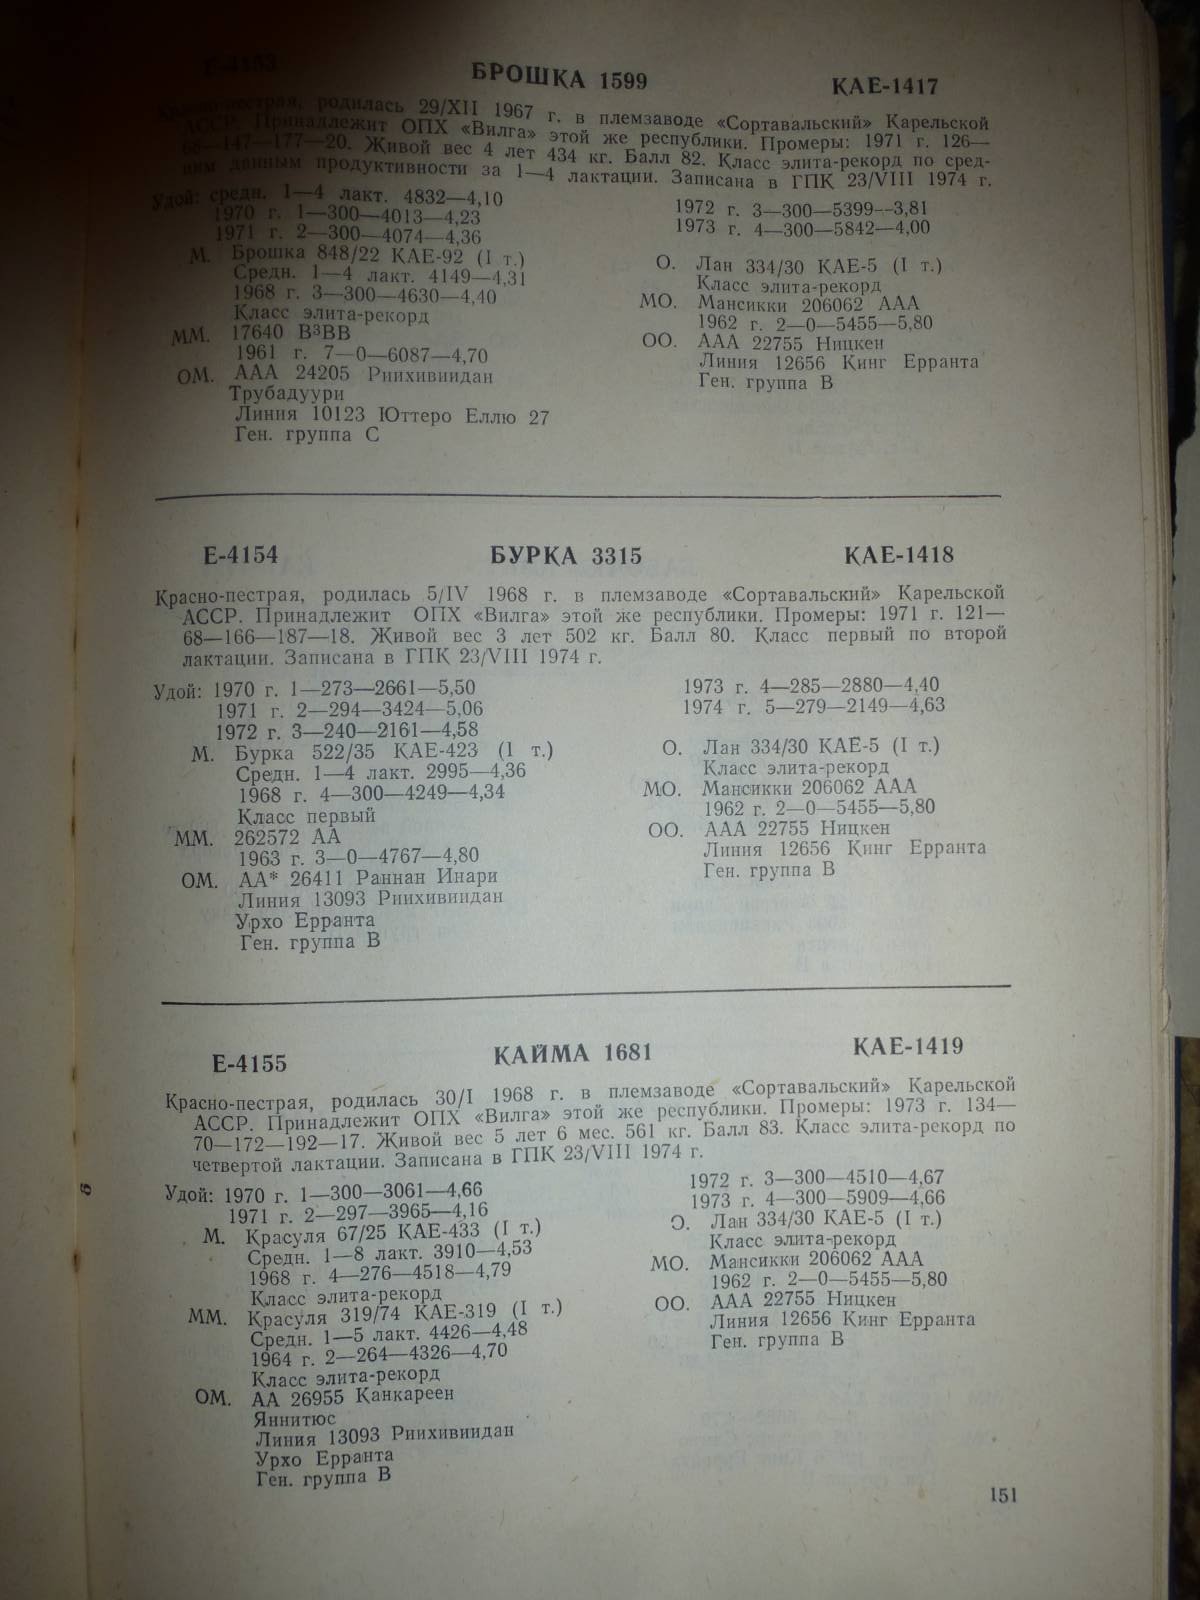 Е-4153
БРОШКА 1599
КАЕ-1417
Красно-пестрая, родилась 29/XII 1967 г. в племзаводе «Сортавальский» Карельской
АССР. Принадлежит ОПХ «Вилга» этой же республики. Промеры: 1971 г. 126—
68—147—177—20. Живой вес 4 лет 434 кг. Балл 82. Класс элита-рекорд по сред-
ним данным продуктивности за 1—4 лактации. Записана в ГПК 23/VIII 1974 г.
Удой: средн. 1—4 лакт. 4832—4,10
1970 г. 1—300—4013—4,23
1971 г. 2—300—4074—4,36
М. Брошка 848/22 КАЕ-92 (I т.)
Средн. 1—4 лакт. 4149—4,31
1968 г. 3—300—4630—4,40
Класс элита-рекорд
ММ. 17640 ВЗВВ
1961 г. 7—0—6087—4,70
ОМ. ААА 24205 Риихивиидан
Трубадуури
Линия 10123 Юттеро Еллю 27
Ген. группа С
1972 г. 3—300—5399—3,81
1973 г. 4—300—5842—4,00
О. Лан 334/30 КАЕ-5 (I т.)
Класс элита-рекорд
МО. Мансикки 206062 ААА
1962 г. 2—0—5455—5,80
ОО. ААА 22755 Ницкен
Линия 12656 Кинг Ерранта
Ген. группа В
Е-4154
БУРКА 3315
КАЕ-1418
Красно-пестрая, родилась 5/IV 1968 г. в племзаводе «Сортавальский» Карельской
АССР. Принадлежит ОПХ «Вилга» этой же республики. Промеры: 1971 г. 121—
68—166—187—18. Живой вес 3 лет 502 кг. Балл 80. Класс первый по второй
лактации. Записана в ГПК 23/VIII 1974 г.
Удой: 1970 г. 1—273—2661—5,50
1971 г. 2—294—3424—5,06
1972 г. 3—240—2161—4,58
М. Бурка 522/35 КАЕ-423 (I т.)
Средн. 1—4 лакт. 2995—4,36
1968 г. 4—300—4249—4,34
Класс первый
ММ. 262572 АА
1963 г. 3—0—4767—4,80
ОМ. АА* 26411 Раннан Инари
Линия 13093 Риихивиидан
Урхо Ерранта
Ген. группа В
1973 г. 4—285—2880—4,40
1974 г. 5—279—2149—4,63
О. Лан 334/30 КАЕ-5 (I т.)
Класс элита-рекорд
МО. Мансикки 206062 ААА
1962 г. 2—0—5455—5,80
ОО. ААА 22755 Ницкен
Линия 12656 Кинг Ерранта
Ген. группа В
Е-4155
КАЙМА 1681
КАЕ-1419
Красно-пестрая, родилась 30/I 1968 г. в племзаводе «Сортавальский» Карельской
АССР. Принадлежит ОПХ «Вилга» этой же республики. Промеры: 1973 г. 134—
70—172—192—17. Живой вес 5 лет 6 мес. 561 кг. Балл 83. Класс элита-рекорд по
четвертой лактации. Записана в ГПК 23/VIII 1974 г.
Удой: 1970 г. 1—300—3061—4,66
1971 г. 2—297—3965—4,16
М. Красуля 67/25 КАЕ-433 (I т.)
Средн. 1—8 лакт. 3910—4,53
1968 г. 4—276—4518—4,79
Класс элита-рекорд
ММ. Красуля 319/74 КАЕ-319 (I т.)
Средн. 1—5 лакт. 4426—4,48
1964 г. 2—264—4326—4,70
Класс элита-рекорд
ОМ. АА 26955 Канкареен
Яннитюс
Линия 13093 Риихивиидан
Урхо Ерранта
Ген. группа В
1972 г. 3—300—4510—4,67
1973 г. 4—300—5909—4,66
О. Лан 334/30 КАЕ-5 (I т.)
Класс элита-рекорд
МО. Мансикки 206062 ААА
1962 г. 2—0—5455—5,80
ОО. ААА 22755 Ницкен
Линия 12656 Кинг Ерранта
Ген. группа В
151